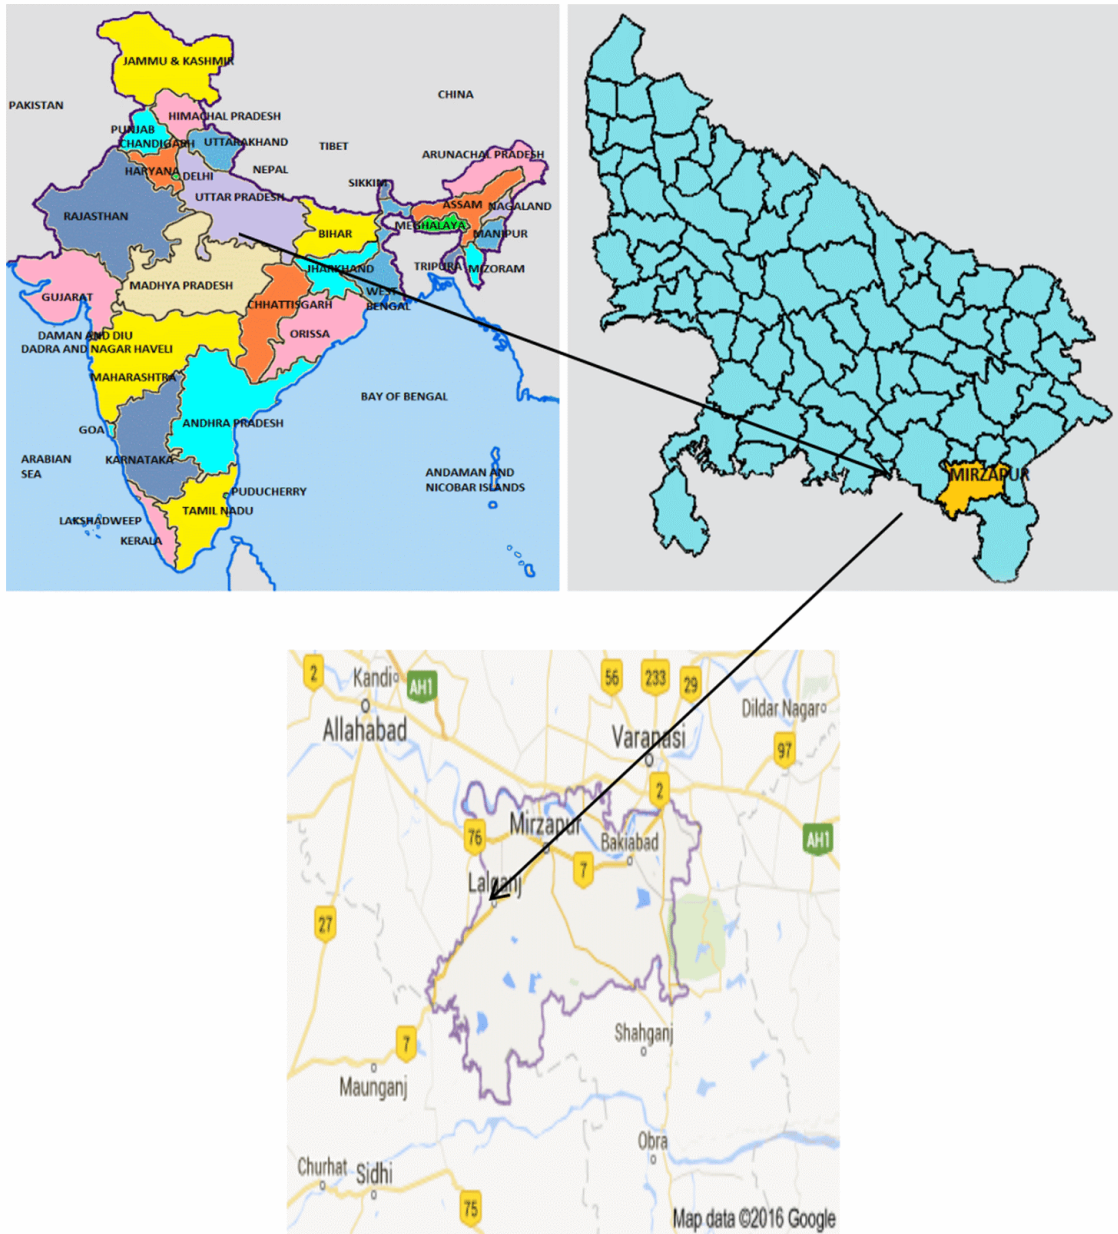 JAMMU & KASHMIR
PAKISTAN
CHINA
HIMACHAL PRADESH
PUNJAB
CHANDIGARH
UTTARAKHAND
TIBET
ARUNACHAL PRADESH
HARYANA
DELHI
NEPAL
SIKKIM
UTTAR PRADESH
ASSAM
NAGALAND
RAJASTHAN
MEGHALAYA
BIHAR
MANIPUR
JHARKHAND
TRIPURA
MIZORAM
MADHYA PRADESH
WEST
BENGAL
GUJARAT
CHHATTISGARH
ORISSA
DAMAN AND DIU
DADRA AND NAGAR HAVELI
MAHARASHTRA
BAY OF BENGAL
GOA
ANDHRA PRADESH
ARABIAN
SEA
KARNATAKA
ANDAMAN AND
NICOBAR ISLANDS
PUDUCHERRY
LAKSHADWEEP
TAMIL NADU
KERALA
MIRZAPUR
2
Kandi
AH1
56
233
29
Allahabad
Varanasi
Dildar Nagar
97
2
76
Mirzapur
Bakiabad
AH1
7
Lalganj
27
7
Shahganj
Maunganj
Obra
Churhat
Sidhi
75
Map data ©2016 Google